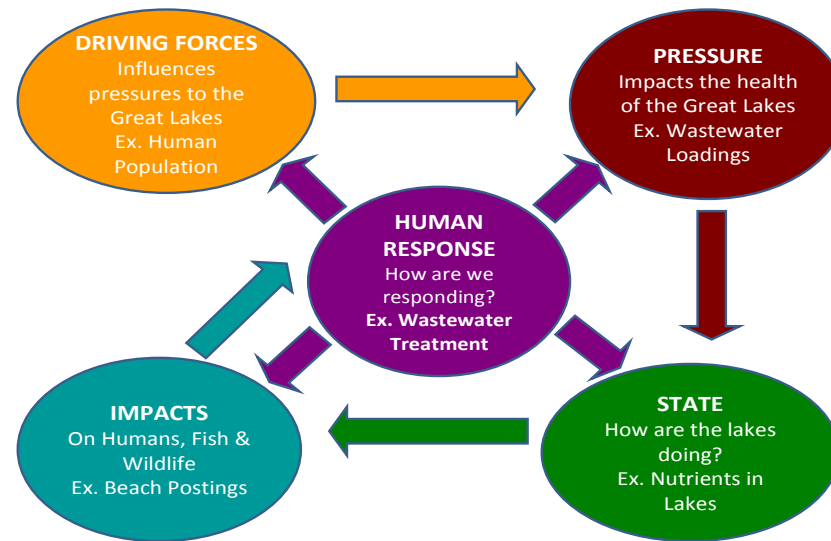 DRIVING FORCES
Influences
pressures to the
Great Lakes
Ex. Human
Population
PRESSURE
Impacts the health
of the Great Lakes
Ex. Wastewater
Loadings
HUMAN
RESPONSE
How are we
responding?
Ex. Wastewater
Treatment
IMPACTS
On Humans, Fish &
Wildlife
Ex. Beach Postings
STATE
How are the lakes
doing?
Ex. Nutrients in
Lakes